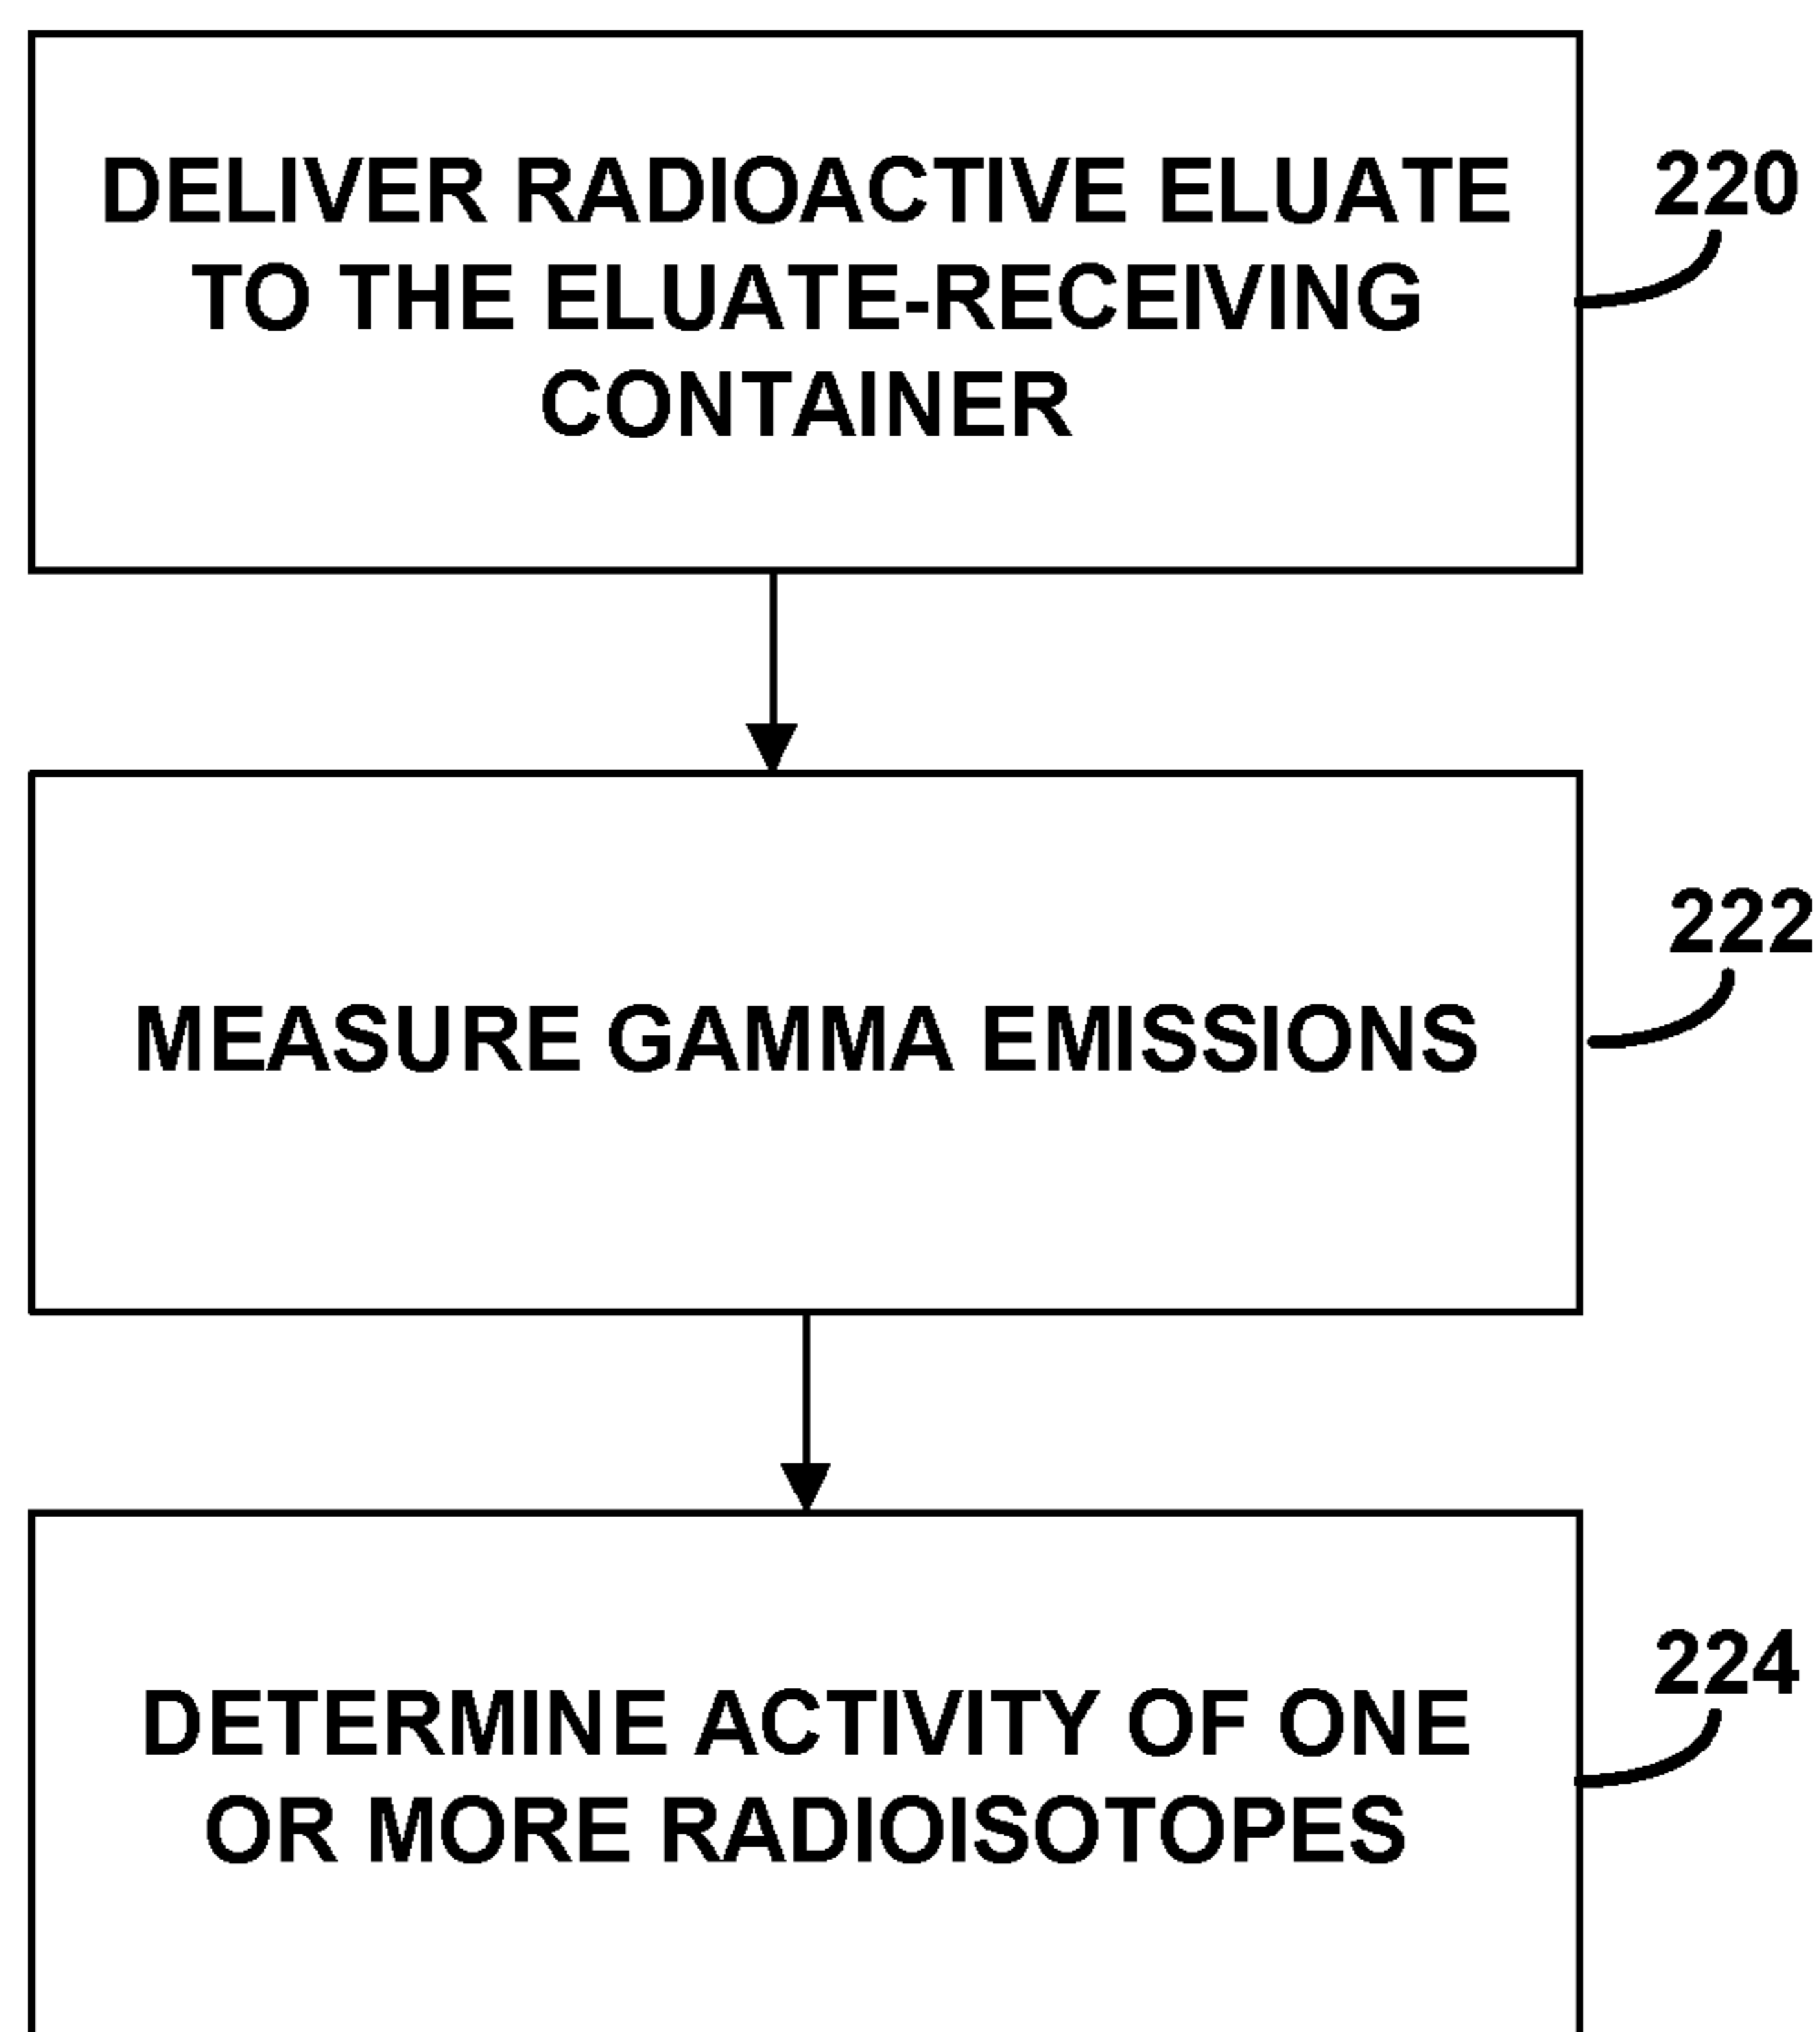 DELIVER RADIOACTIVE ELUATE
TO THE ELUATE-RECEIVING
CONTAINER
220
MEASURE GAMMA EMISSIONS
222
DETERMINE ACTIVITY OF ONE
OR MORE RADIOISOTOPES
224